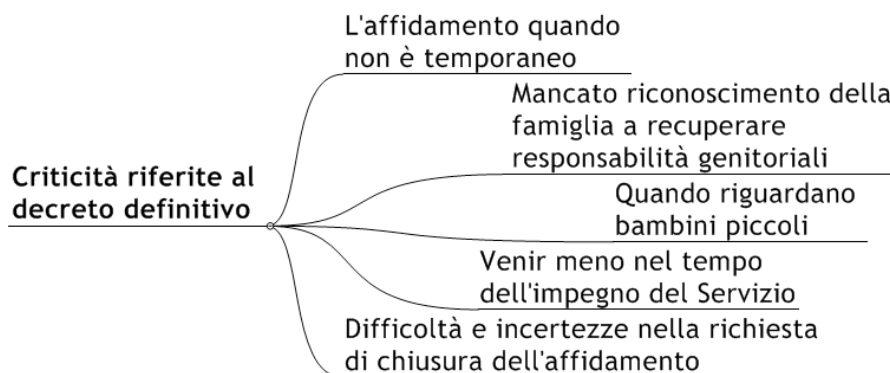 L'affidamento quando
non è temporaneo
Mancato riconoscimento della
famiglia a recuperare
responsabilità genitoriali
Criticità riferite al
decreto definitivo
Quando riguardano
bambini piccoli
Venir meno nel tempo
dell'impegno del Servizio
Difficoltà e incertezze nella richiesta
di chiusura dell'affidamento